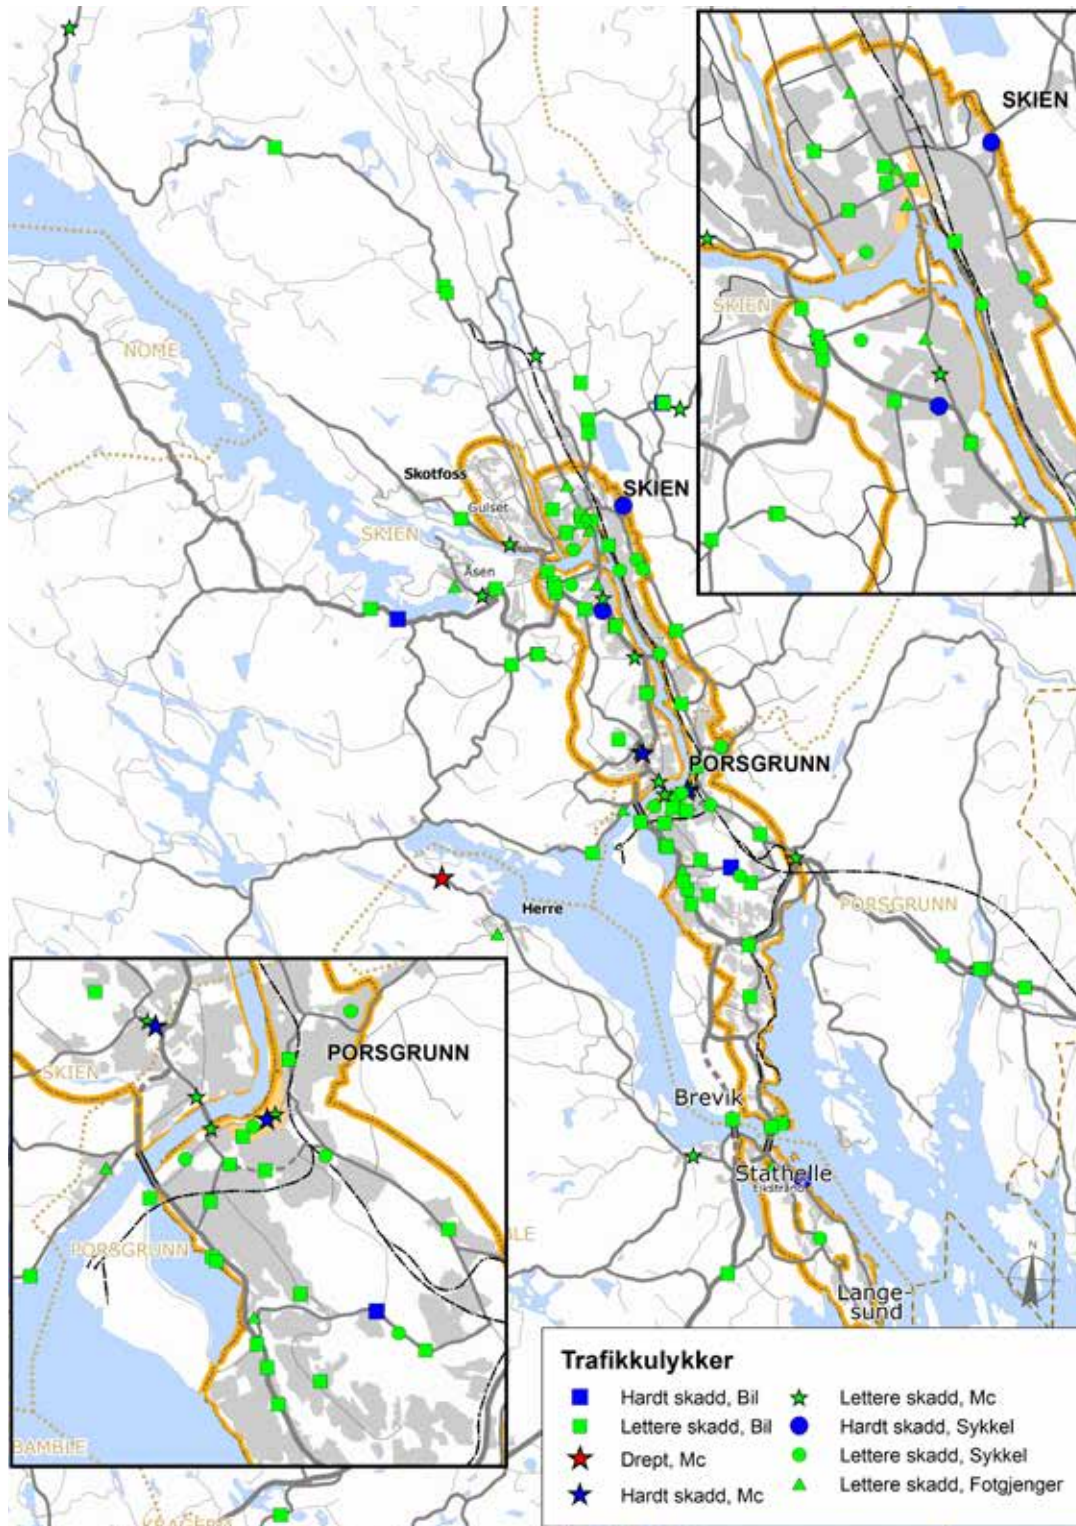 SKIEN
SKIEN
NOME
Skotfoss
SKIEN
Gulset
SKIEN
Åsen
PORSGRUNN
Herre
PORSGRUNN
PORSGRUNN
SKIEN
Brevik
Stathelle
PORSGRUNN
N
Lange-
sund
BAMBLE
Trafikkulykker
Hardt skadd, Bil
Lettere skadd, Bil
Drept, Mc
Hardt skadd, Mc
Lettere skadd, Mc
Hardt skadd, Sykkel
Lettere skadd, Sykkel
Lettere skadd, Fotgjenger